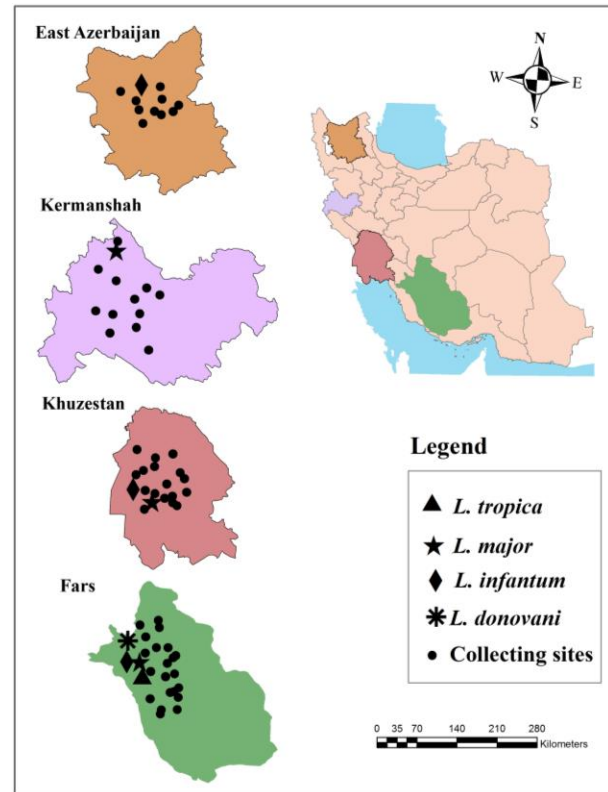 East Azerbaijan
Kermanshah
Khuzestan
Fars
N
W E
S
Legend
L. tropica
L. major
L. infantum
L. donovani
Collecting sites
0 35 70 140 210 280
Kilometers